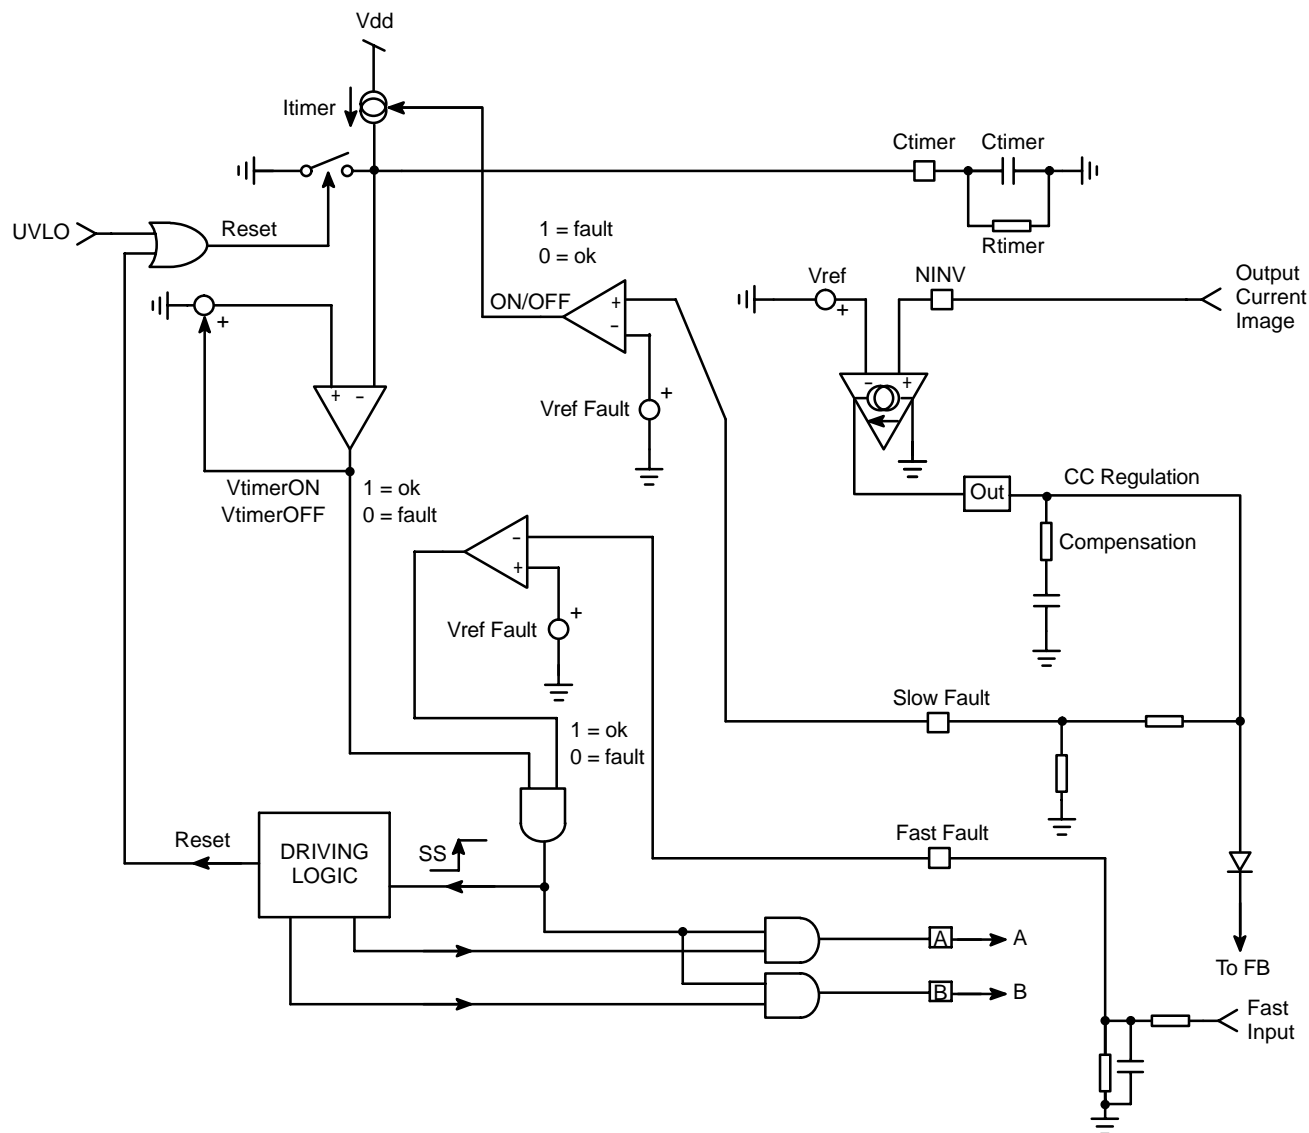 Vdd
Itimer
Ctimer
Ctimer
Rtimer
UVLO
Reset
1 = fault
0 = ok
ON/OFF
+
+
−
+
−
Vref
+
NINV
Output
Current
Image
−
+
Vref Fault
+
VtimerON
VtimerOFF
1 = ok
0 = fault
Out
CC Regulation
−
+
Compensation
Vref Fault
+
Slow Fault
1 = ok
0 = fault
Reset
DRIVING
LOGIC
SS
Fast Fault
A
A
To FB
B
B
Fast
Input